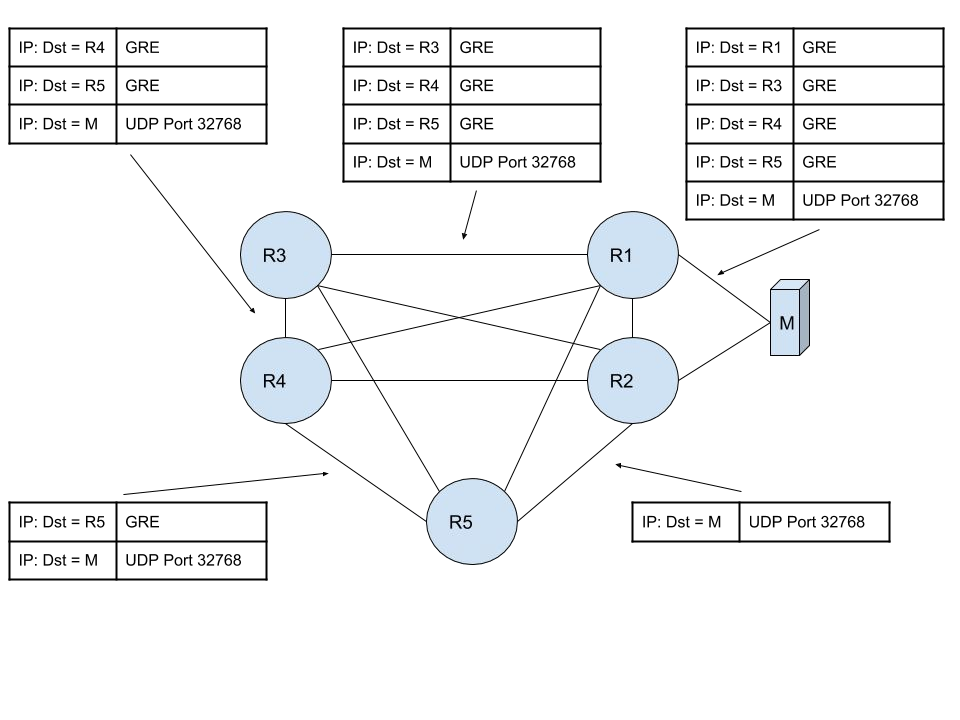 IP: Dst = R4 GRE
IP: Dst = R5 GRE
IP: Dst = M UDP Port 32768
IP: Dst = R3 GRE
IP: Dst = R4 GRE
IP: Dst = R5 GRE
IP: Dst = M UDP Port 32768
IP: Dst = R1 GRE
IP: Dst = R3 GRE
IP: Dst = R4 GRE
IP: Dst = R5 GRE
IP: Dst = M UDP Port 32768
R3
R1
M
R4
R2
R5
IP: Dst = R5 GRE
IP: Dst = M UDP Port 32768
IP: Dst = M UDP Port 32768